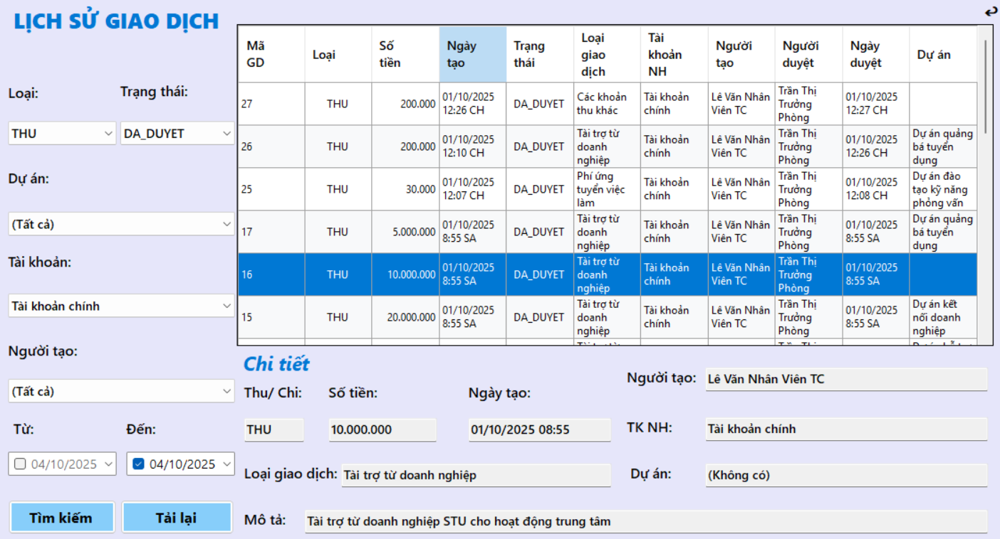 LỊCH SỬ GIAO DỊCH
Loại:
Trạng thái:
THU
DA_DUYET
Dự án:
(Tất cả)
Tài khoản:
Tài khoản chính
Người tạo:
(Tất cả)
Từ:
Đến:
04/10/2025
04/10/2025
Tìm kiếm
Tải lại
Mã GD
Loại
Số tiền
Ngày tạo
Trạng thái
Loại giao dịch
Tài khoản NH
Người tạo
Người duyệt
Ngày duyệt
Dự án
27
THU
200.000
01/10/2025 12:26 CH
DA_DUYET
Các khoản thu khác
Tài khoản chính
Lê Văn Nhân Viên TC
Trần Thị Trưởng Phòng
01/10/2025 12:27 CH
26
THU
200.000
01/10/2025 12:10 CH
DA_DUYET
Tài trợ từ doanh nghiệp
Tài khoản chính
Lê Văn Nhân Viên TC
Trần Thị Trưởng Phòng
01/10/2025 12:26 CH
Dự án quảng bá tuyển dụng
25
THU
30.000
01/10/2025 12:07 CH
DA_DUYET
Phí ứng tuyển việc làm
Tài khoản chính
Lê Văn Nhân Viên TC
Trần Thị Trưởng Phòng
01/10/2025 12:08 CH
Dự án đào tạo kỹ năng phỏng vấn
17
THU
5.000.000
01/10/2025 8:55 SA
DA_DUYET
Tài trợ từ doanh nghiệp
Tài khoản chính
Lê Văn Nhân Viên TC
Trần Thị Trưởng Phòng
01/10/2025 8:55 SA
Dự án quảng bá tuyển dụng
16
THU
10.000.000
01/10/2025 8:55 SA
DA_DUYET
Tài trợ từ doanh nghiệp
Tài khoản chính
Lê Văn Nhân Viên TC
Trần Thị Trưởng Phòng
01/10/2025 8:55 SA
15
THU
20.000.000
01/10/2025 8:55 SA
DA_DUYET
Tài trợ từ doanh nghiệp
Tài khoản chính
Lê Văn Nhân Viên TC
Trần Thị Trưởng Phòng
01/10/2025 8:55 SA
Dự án kết nối doanh nghiệp
Chi tiết
Thu/ Chi:
Số tiền:
Ngày tạo:
Người tạo:
Lê Văn Nhân Viên TC
THU
10.000.000
01/10/2025 08:55
TK NH:
Tài khoản chính
Loại giao dịch:
Tài trợ từ doanh nghiệp
Dự án:
(Không có)
Mô tả:
Tài trợ từ doanh nghiệp STU cho hoạt động trung tâm